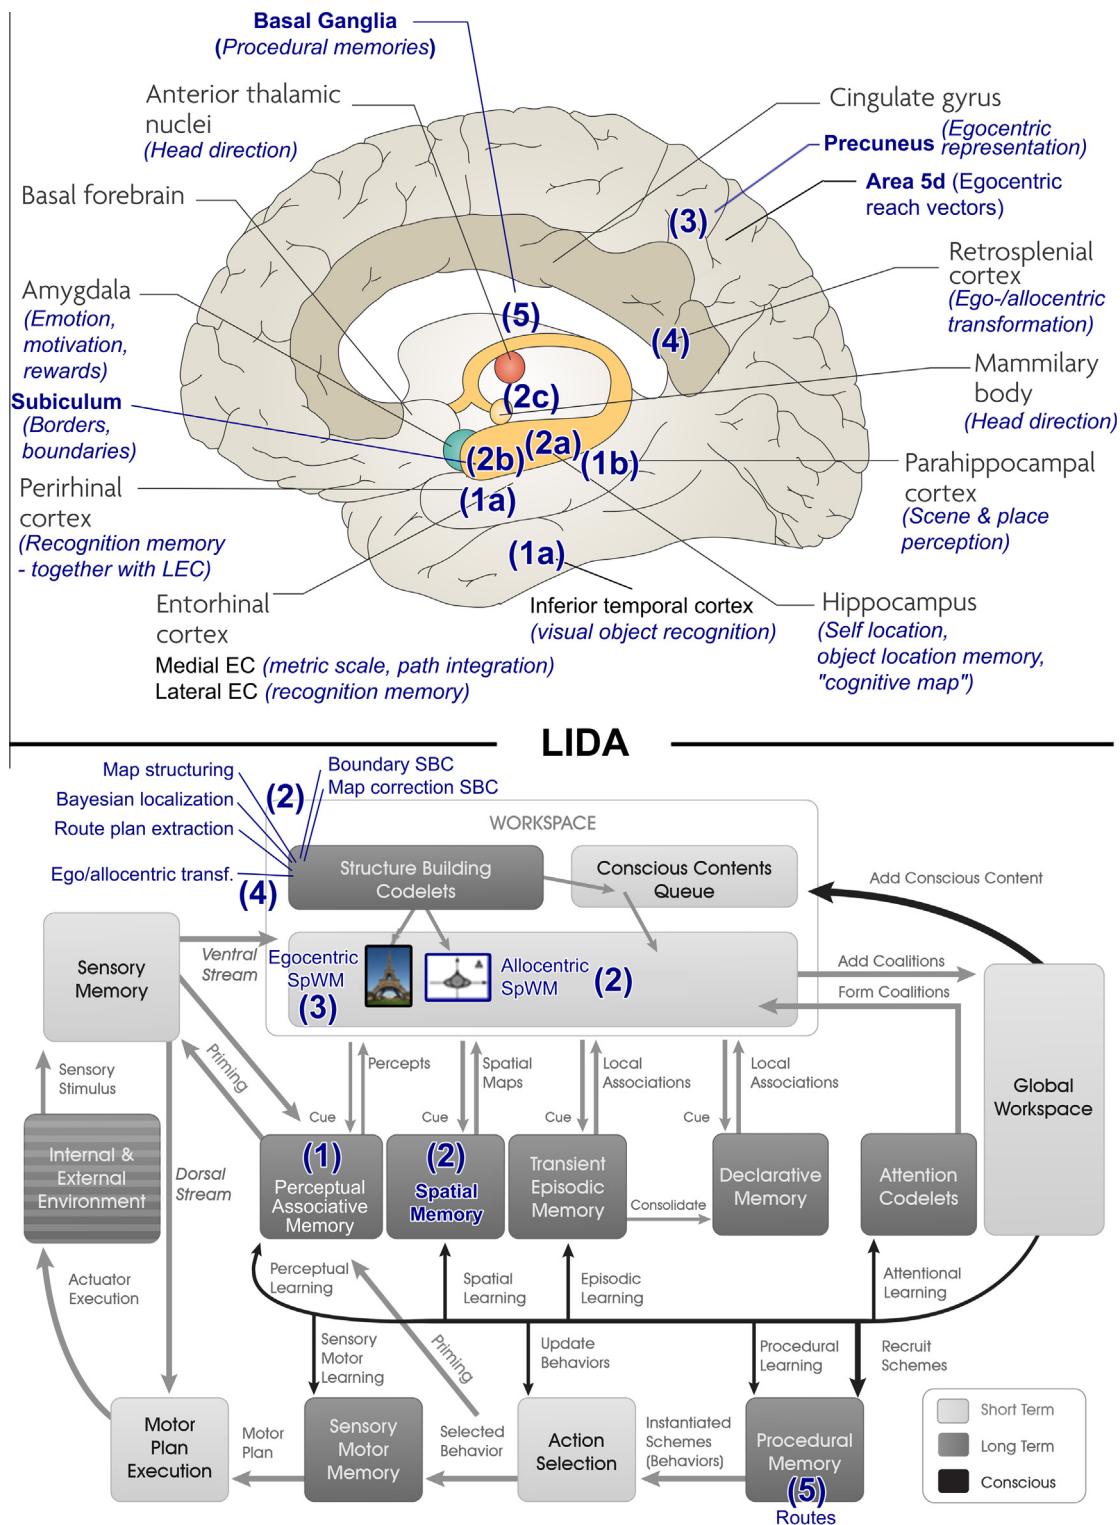 Basal Ganglia
(Procedural memories)
Anterior thalamic
nuclei
(Head direction)
Cingulate gyrus
Precuneus (Egocentric
representation)
Area 5d (Egocentric
reach vectors)
Basal forebrain
(3)
Retrosplenial
cortex
(Ego-/allocentric
transformation)
Amygdala
(Emotion,
motivation,
rewards)
(5)
(4)
Mammilary
body
(Head direction)
Subiculum
(Borders,
boundaries)
(2c)
(2a)
(2b)
(1b)
Parahippocampal
cortex
(Scene & place
perception)
Perirhinal
cortex
(Recognition memory
- together with LEC)
(1a)
(1a)
Entorhinal
cortex
Medial EC (metric scale, path integration)
Lateral EC (recognition memory)
Inferior temporal cortex
(visual object recognition)
Hippocampus
(Self location,
object location memory,
"cognitive map")
LIDA
Map structuring
Bayesian localization
Route plan extraction
Ego/allocentric transf.
(2)
(4)
Boundary SBC
Map correction SBC
WORKSPACE
Structure Building
Codelets
Conscious Contents
Queue
Add Conscious Content
Sensory
Memory
Ventral
Stream
Egocentric
SpWM
(3)
Allocentric
SpWM
(2)
Add Coalitions
Form Coalitions
Global
Workspace
Sensory
Stimulus
Priming
Cue
Percepts
Cue
Spatial
Maps
Cue
Local
Associations
Cue
Local
Associations
Internal &
External
Environment
Dorsal
Stream
(1)
Perceptual
Associative
Memory
(2)
Spatial
Memory
Transient
Episodic
Memory
Consolidate
Declarative
Memory
Attention
Codelets
Actuator
Execution
Perceptual
Learning
Spatial
Learning
Episodic
Learning
Attentional
Learning
Sensory
Motor
Learning
Priming
Update
Behaviors
Procedural
Learning
Recruit
Schemes
Motor
Plan
Execution
Motor
Plan
Sensory
Motor
Memory
Selected
Behavior
Action
Selection
Instantiated
Schemes
(Behaviors)
Procedural
Memory
(5)
Routes
Short Term
Long Term
Conscious